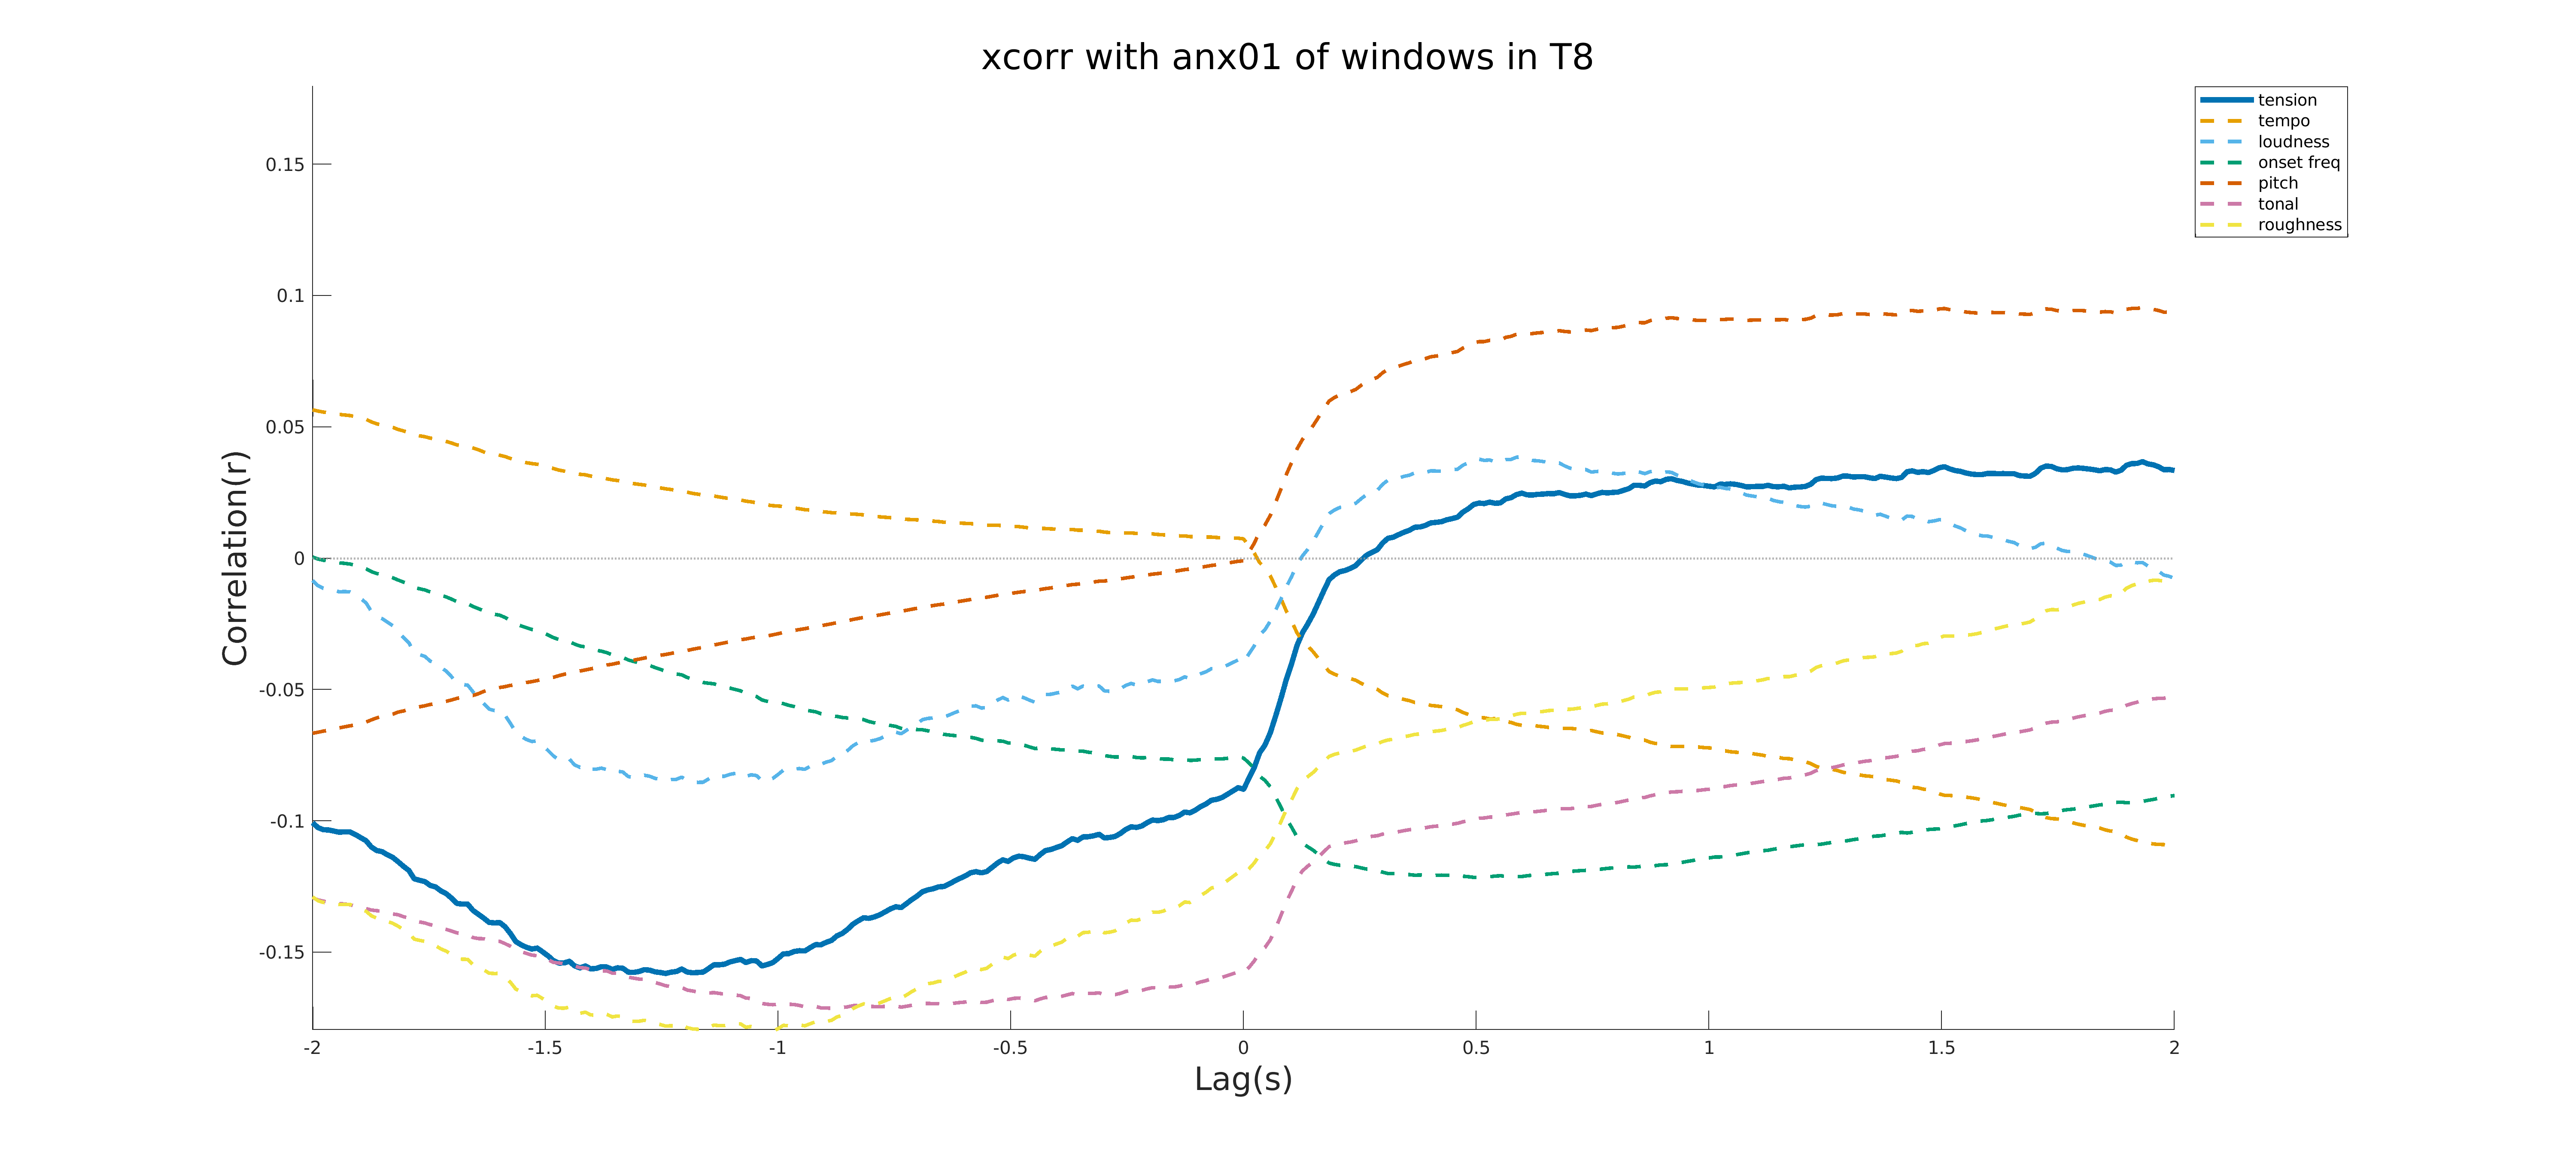 xcorr with anx01 of windows in T8
tension
tempo
loudness
onset freq
pitch
tonal
roughness
0.15
0.1
0.05
0
-0.05
-0.1
-0.15
Correlation(r)
-2
-1.5
-1
-0.5
0
0.5
1
1.5
2
Lag(s)